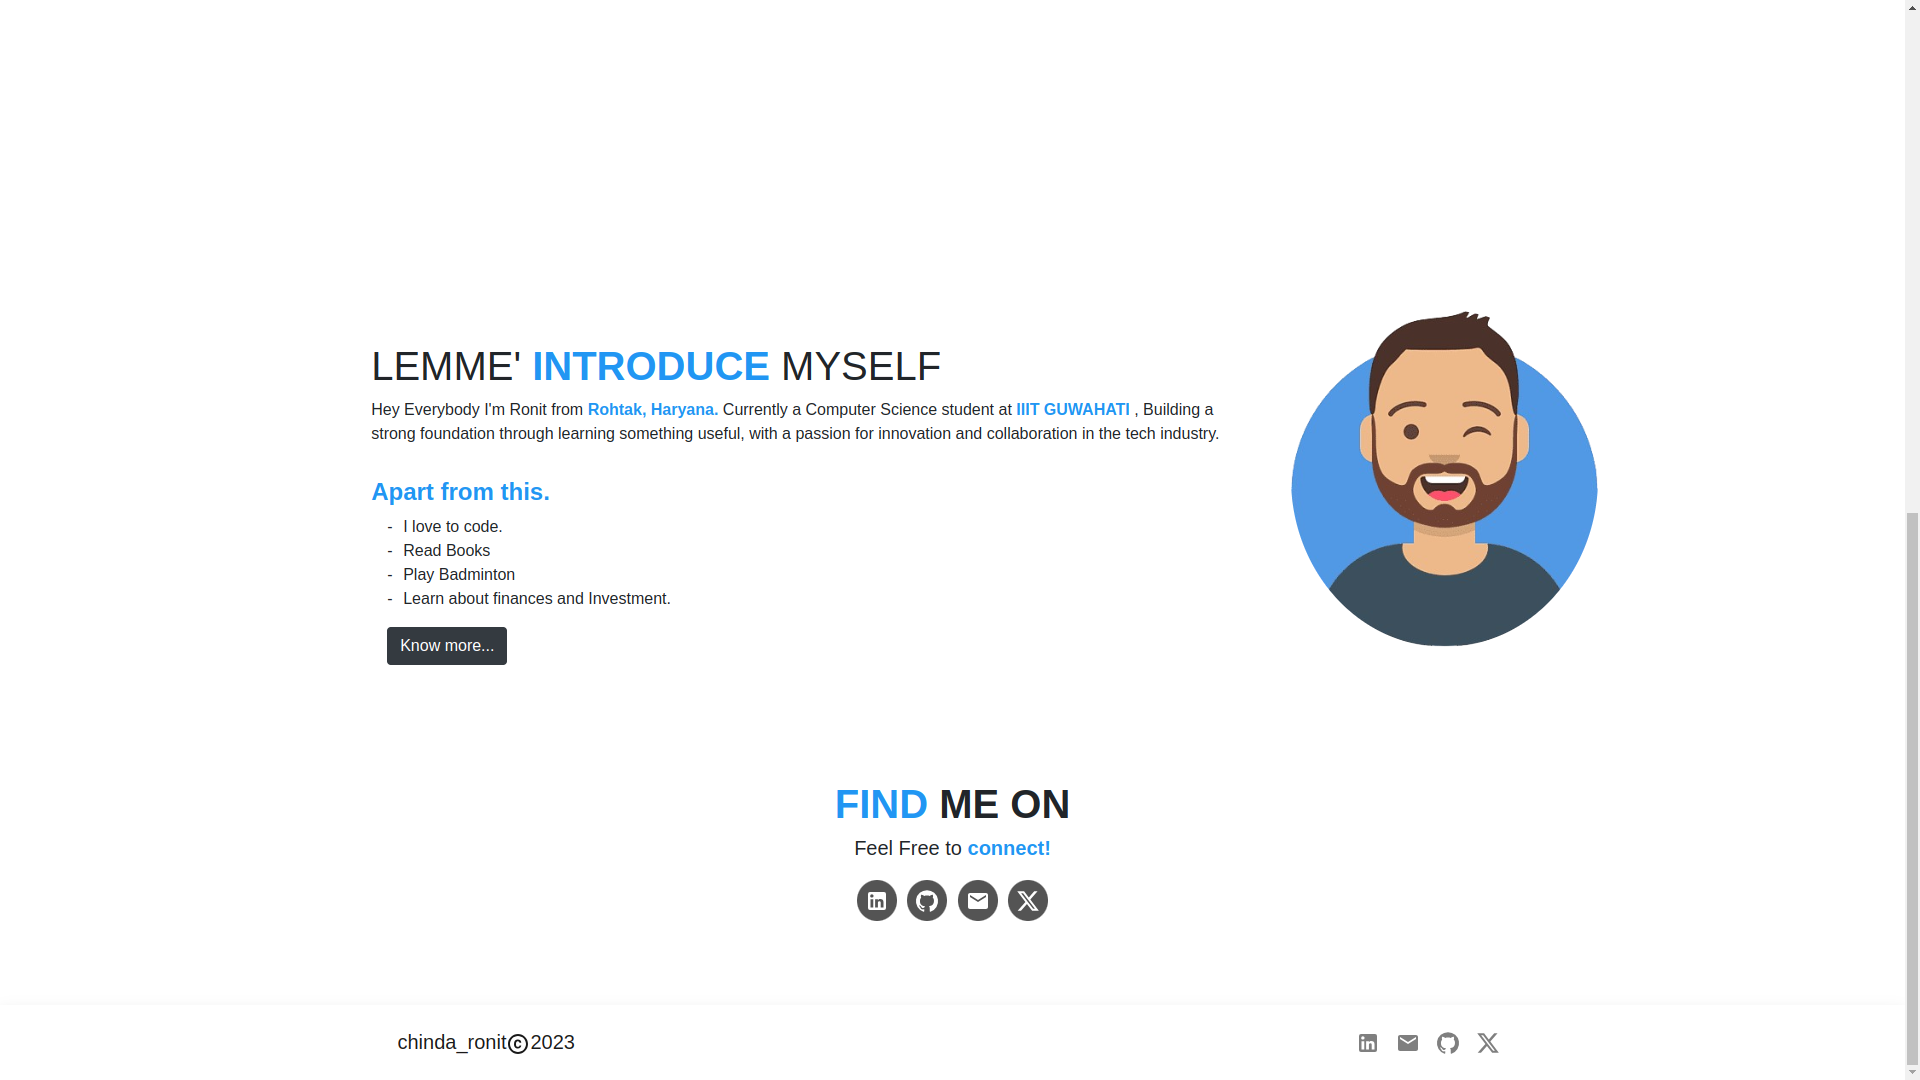 LEMME' INTRODUCE MYSELF
Hey Everybody I'm Ronit from Rohtak, Haryana. Currently a Computer Science student at IIIT GUWAHATI , Building a
strong foundation through learning something useful, with a passion for innovation and collaboration in the tech industry.
Apart from this.
- I love to code.
- Read Books
- Play Badminton
- Learn about finances and Investment.
Know more...
FIND ME ON
Feel Free to connect!
chinda_ronit©2023